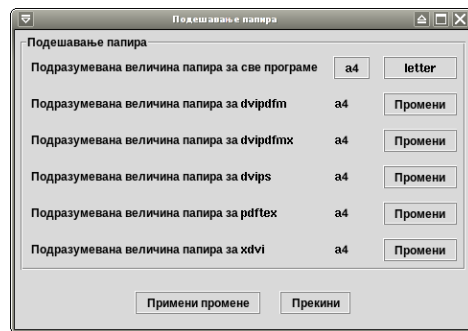 Подешавање папира
Подешавање папира
Подразумевана величина папира за све програме a4 letter
Подразумевана величина папира за dvipdfm a4 Промени
Подразумевана величина папира за dvipdfmx a4 Промени
Подразумевана величина папира за dvips a4 Промени
Подразумевана величина папира за pdftex a4 Промени
Подразумевана величина папира за xdvi a4 Промени
Примени промене Прекини